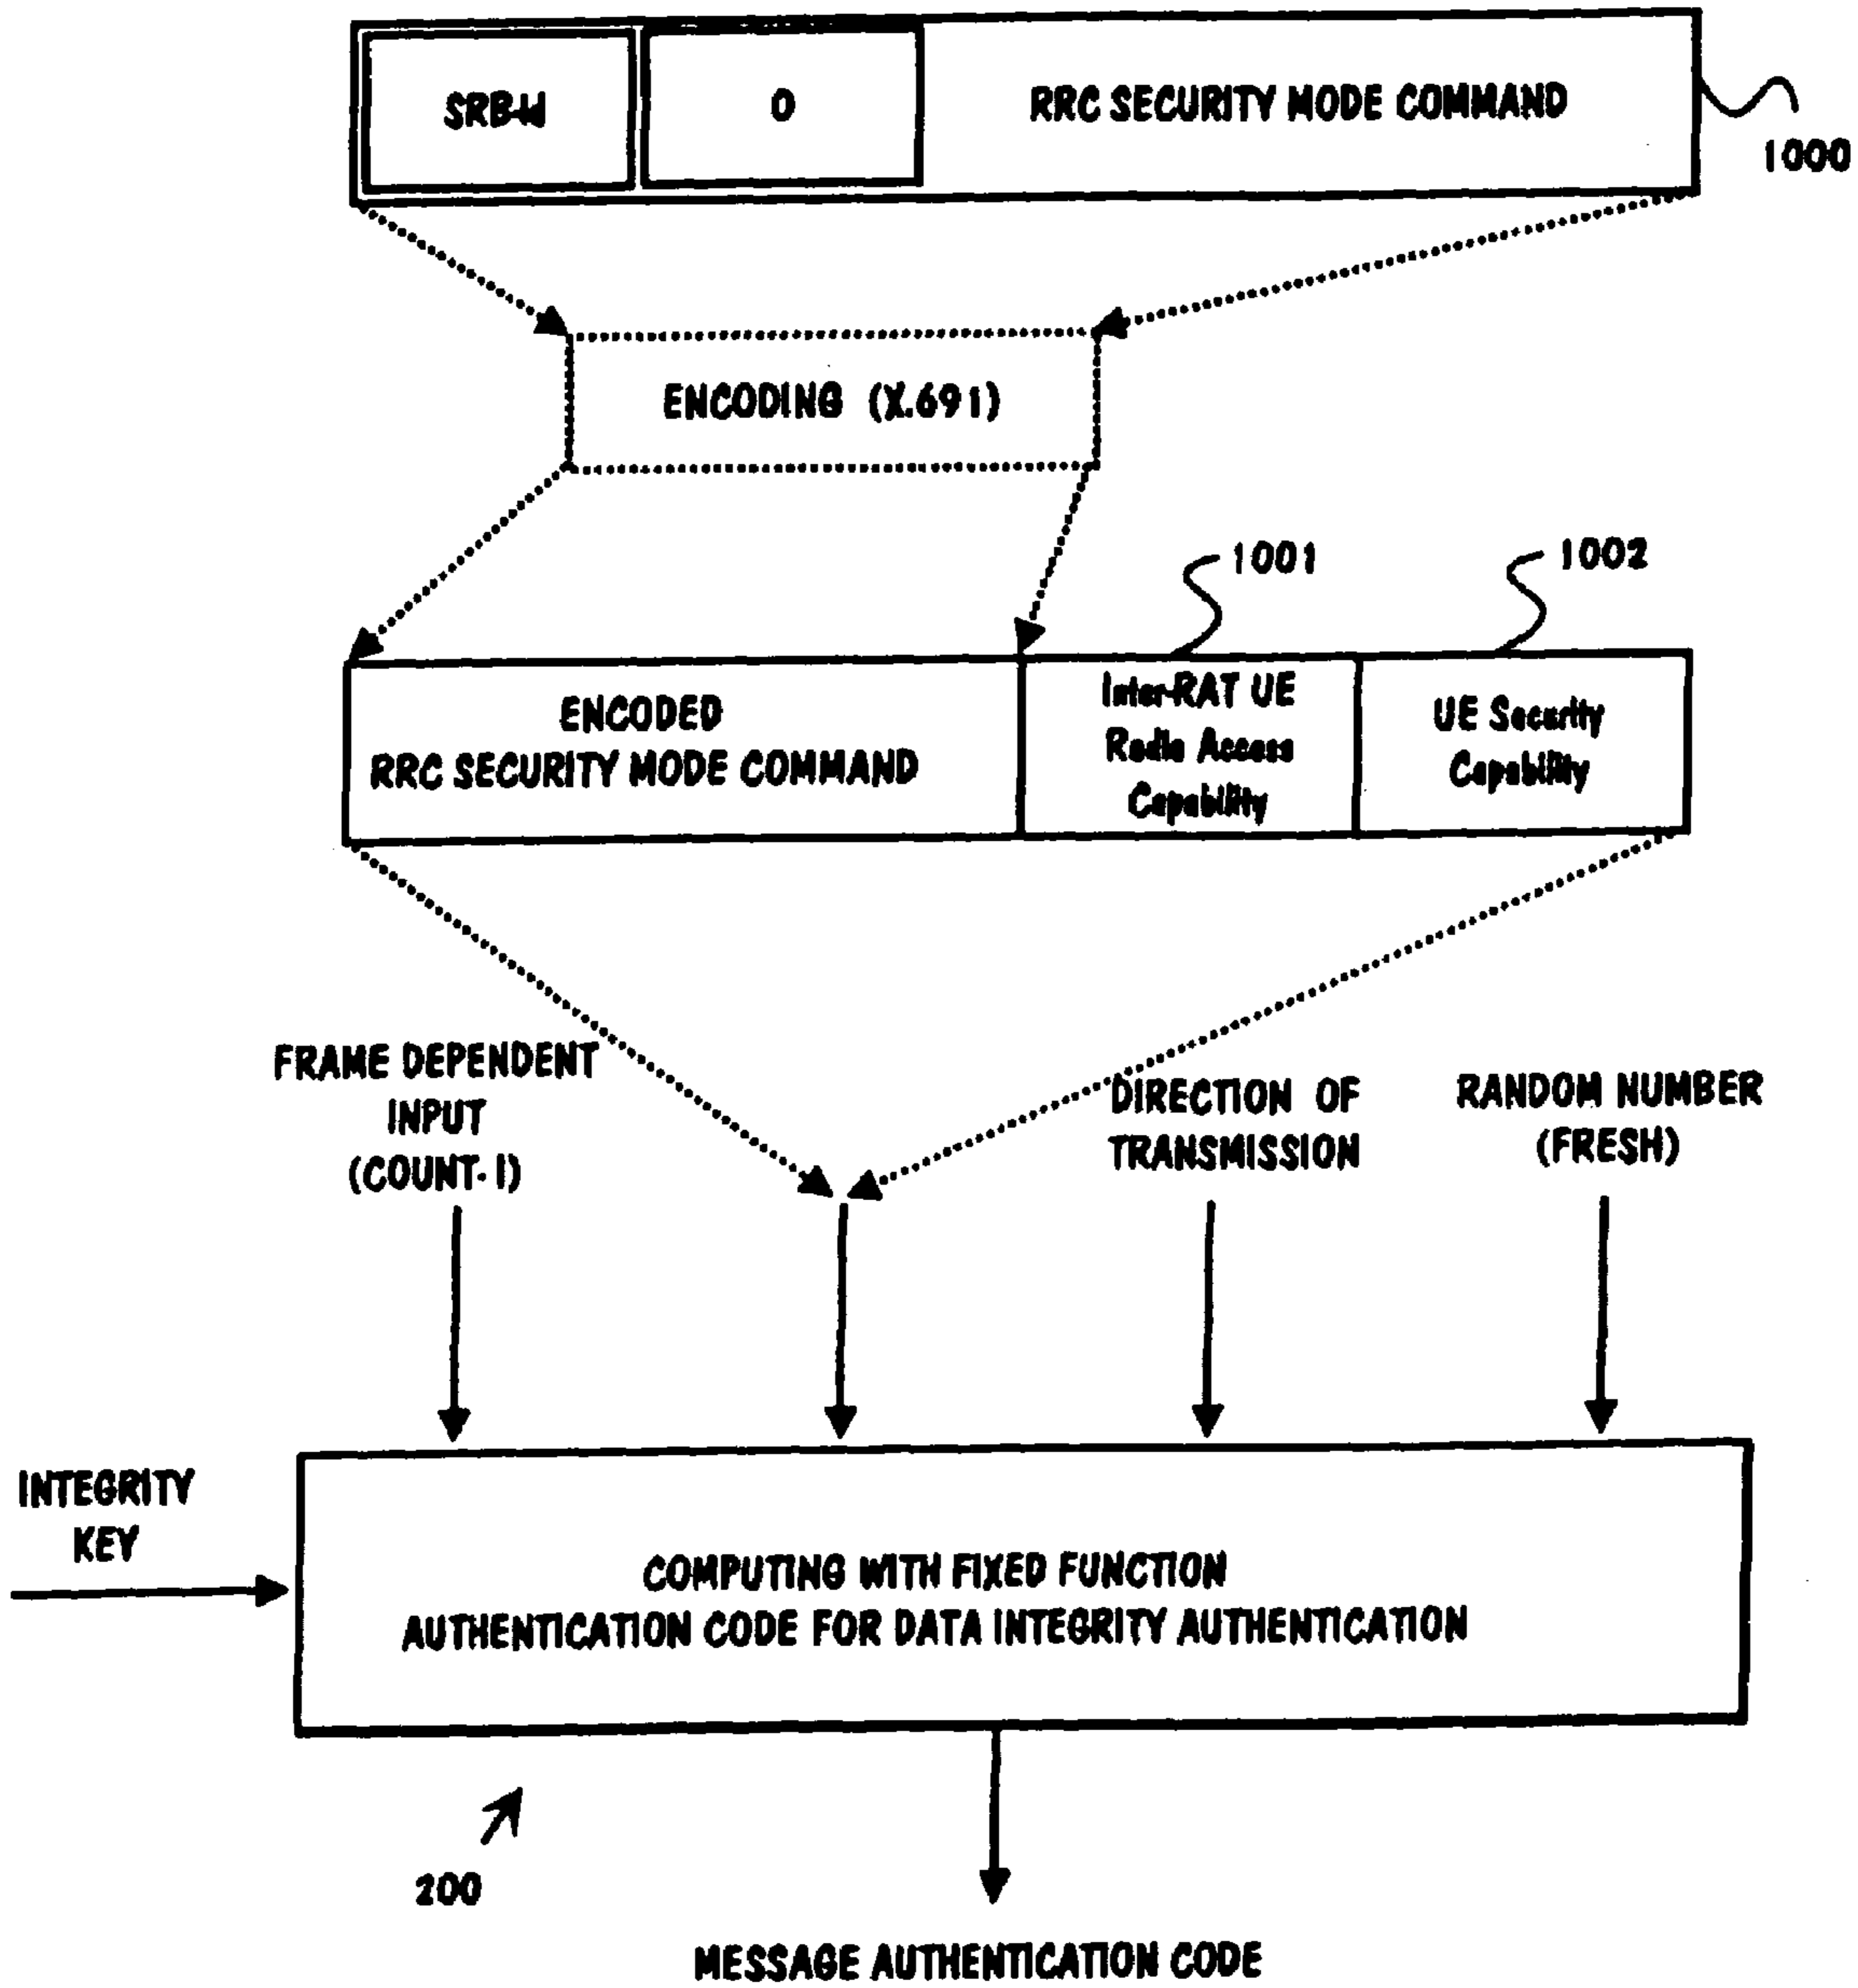 SRB-id
0
RRC SECURITY MODE COMMAND
1000
ENCODING (X.691)
1001
1002
ENCODED
RRC SECURITY MODE COMMAND
Inter-RAT UE
Radio Access
Capability
UE Security
Capability
FRAME DEPENDENT
INPUT
(COUNT-I)
DIRECTION OF
TRANSMISSION
RANDOM NUMBER
(FRESH)
INTEGRITY
KEY
COMPUTING WITH FIXED FUNCTION
AUTHENTICATION CODE FOR DATA INTEGRITY AUTHENTICATION
200
MESSAGE AUTHENTICATION CODE